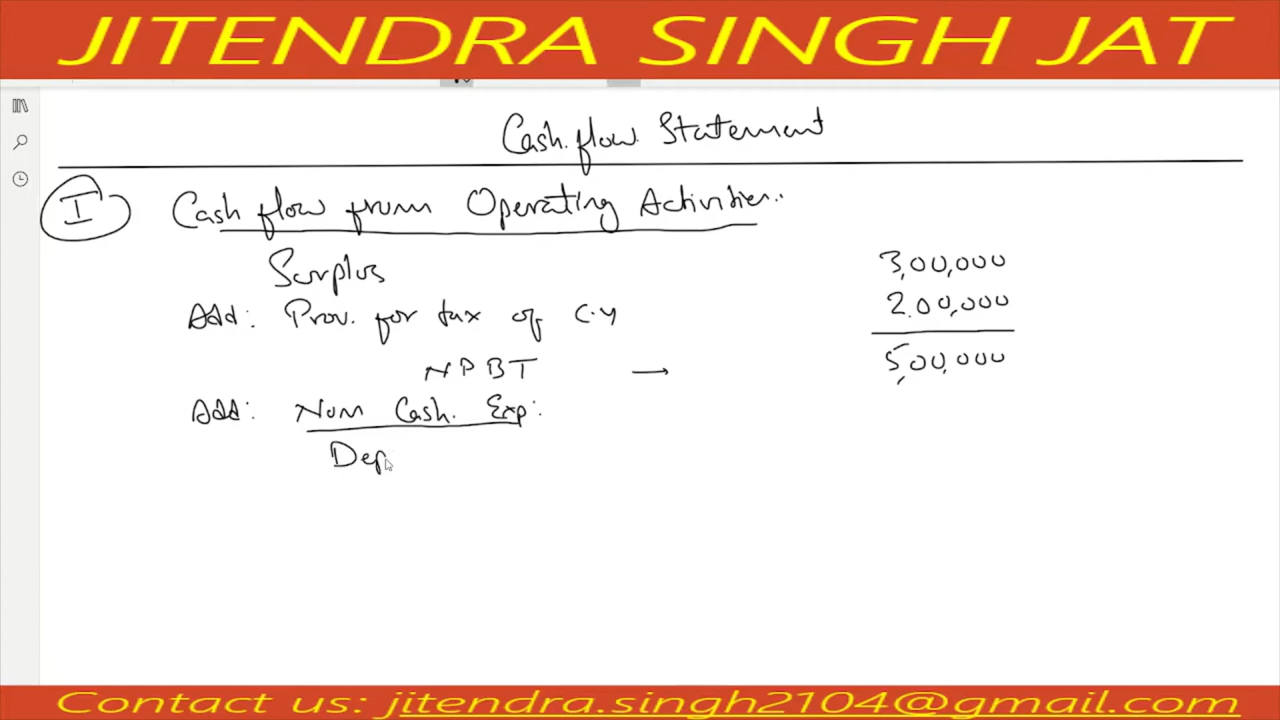 JITENDRA SINGH JAT
Cash flow Statement
I Cash flow from Operating Activities..
Surplus 3,00,000
Add: Prov. for tax of C.Y 2,00,000
NPBT → 5,00,000
Add: Non Cash. Exp:
Dep
Contact us: jitendra.singh2104@gmail.com